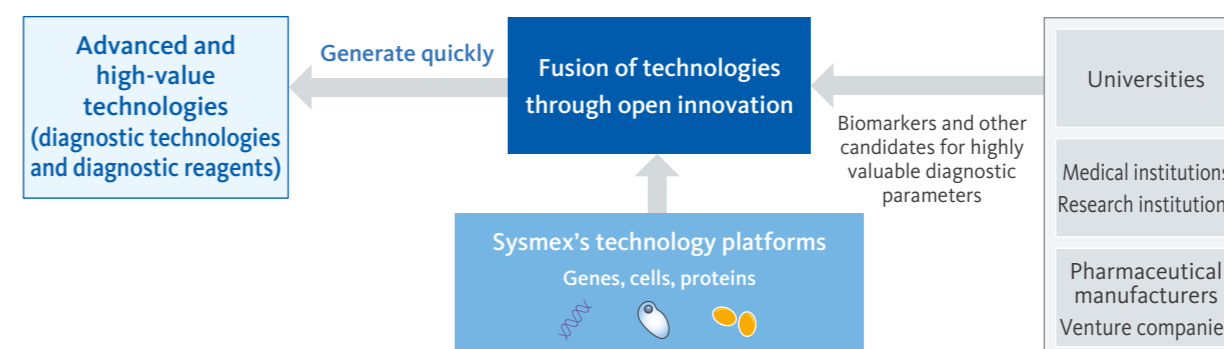 Advanced and
high-value
technologies
(diagnostic technologies
and diagnostic reagents)
Generate quickly
Fusion of technologies
through open innovation
Biomarkers and other
candidates for highly
valuable diagnostic
parameters
Sysmex's technology platforms
Genes, cells, proteins
Universities
Medical institutions
Research institution
Pharmaceutical
manufacturers
Venture companie